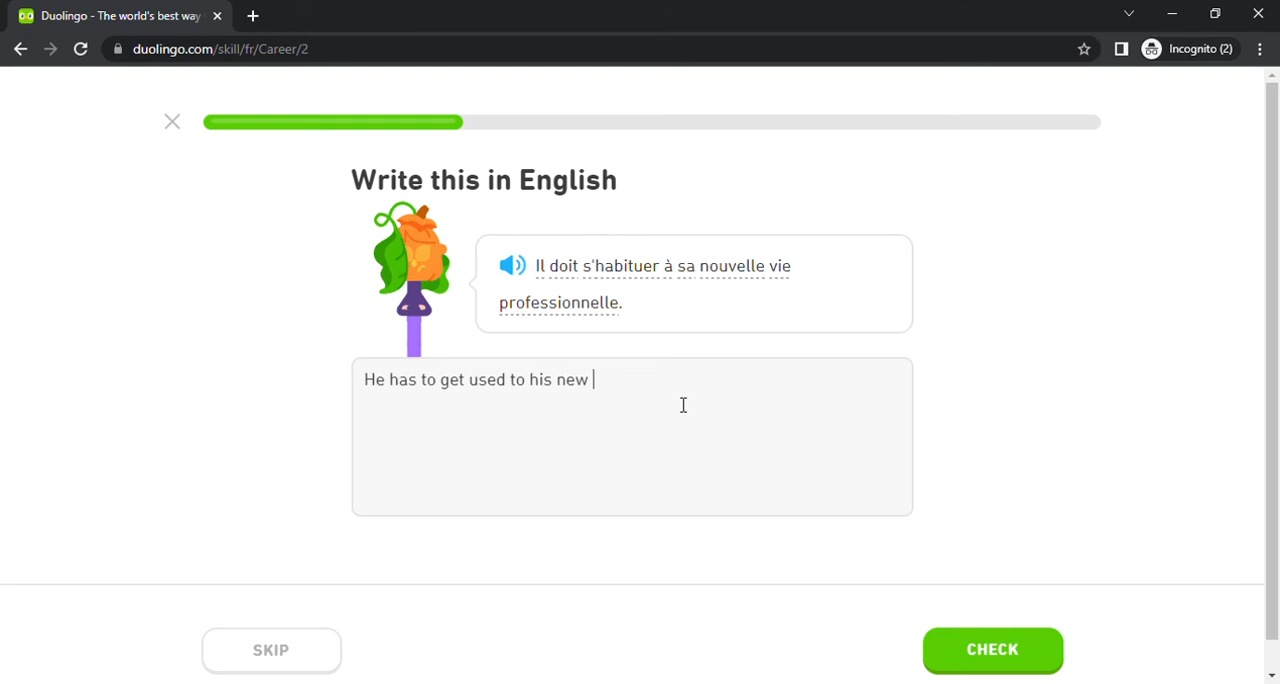 Duolingo - The world's best way
duolingo.com/skill/fr/Career/2
Incognito (2)
Write this in English
Il doit s'habituer à sa nouvelle vie
professionnelle.
He has to get used to his new
SKIP
CHECK